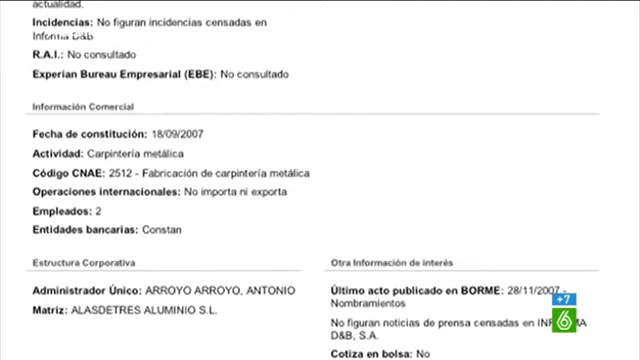 actualidad.
Incidencias: No figuran incidencias censadas en
Informa D&b
R.A.I.: No consultado
Experian Bureau Empresarial (EBE): No consultado
Información Comercial
Fecha de constitución: 18/09/2007
Actividad: Carpintería metálica
Código CNAE: 2512 - Fabricación de carpintería metálica
Operaciones internacionales: No importa ni exporta
Empleados: 2
Entidades bancarias: Constan
Estructura Corporativa
Administrador Único: ARROYO ARROYO, ANTONIO
Matriz: ALASDETRES ALUMINIO S.L.
Otra Información de interés
Último acto publicado en BORME: 28/11/2007 -
Nombramientos
No figuran noticias de prensa censadas en
D&B, S.A.
Cotiza en bolsa: No
+7
6